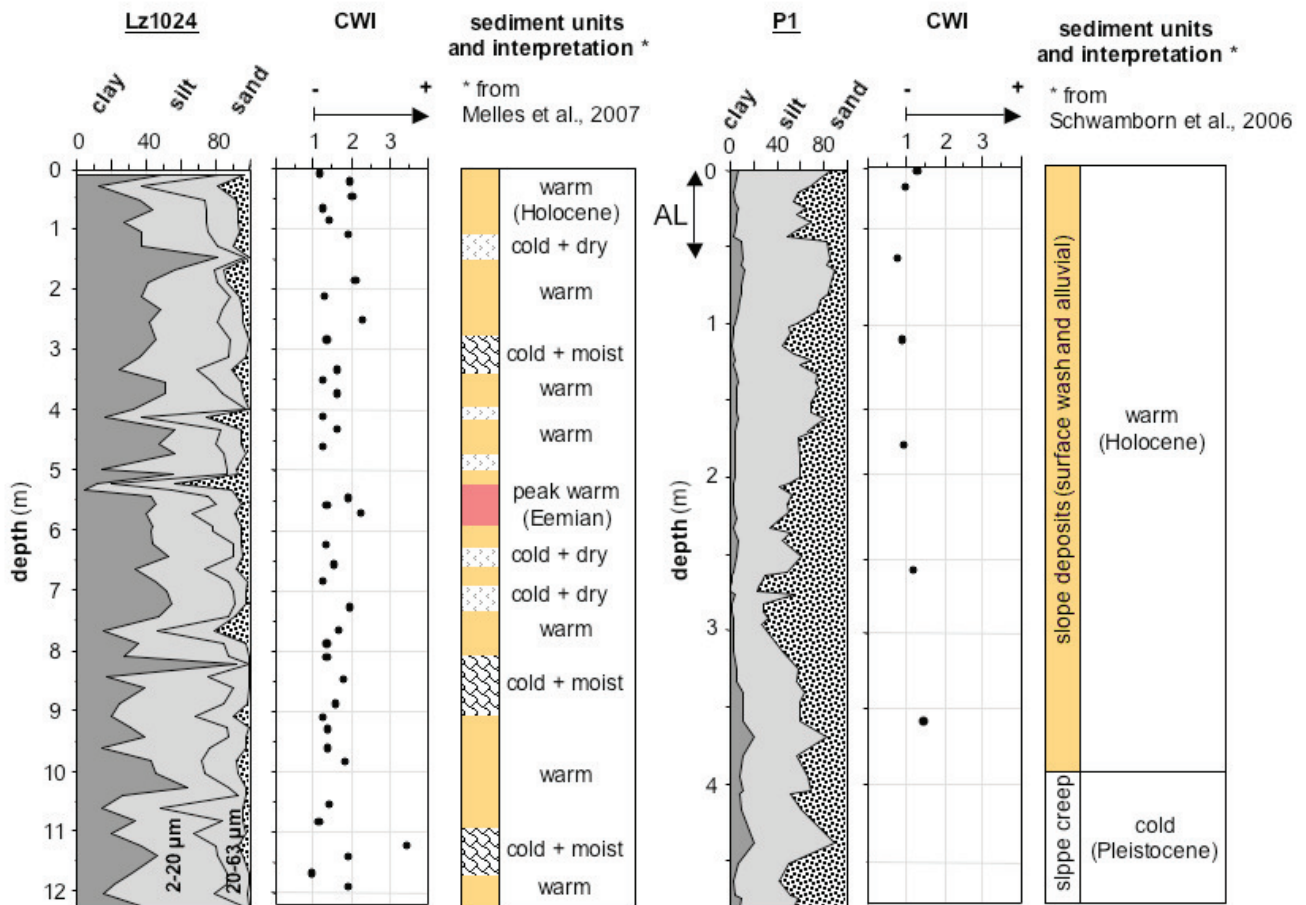 Lz1024
CWI
sediment units
and interpretation *
* from
Melles et al., 2007
clay
silt
sand
- +
0 40 80
1 2 3
depth (m)
0
1
2
3
4
5
6
7
8
9
10
11
12
2-20 µm
20-63 µm
warm
(Holocene)
cold + dry
warm
cold + moist
warm
warm
peak warm
(Eemian)
cold + dry
cold + dry
warm
cold + moist
warm
cold + moist
warm
P1
CWI
sediment units
and interpretation *
* from
Schwamborn et al., 2006
clay
silt
sand
- +
0 40 80
1 2 3
AL
depth (m)
0
1
2
3
4
slope deposits (surface wash and alluvial)
warm
(Holocene)
slppe creep
cold
(Pleistocene)